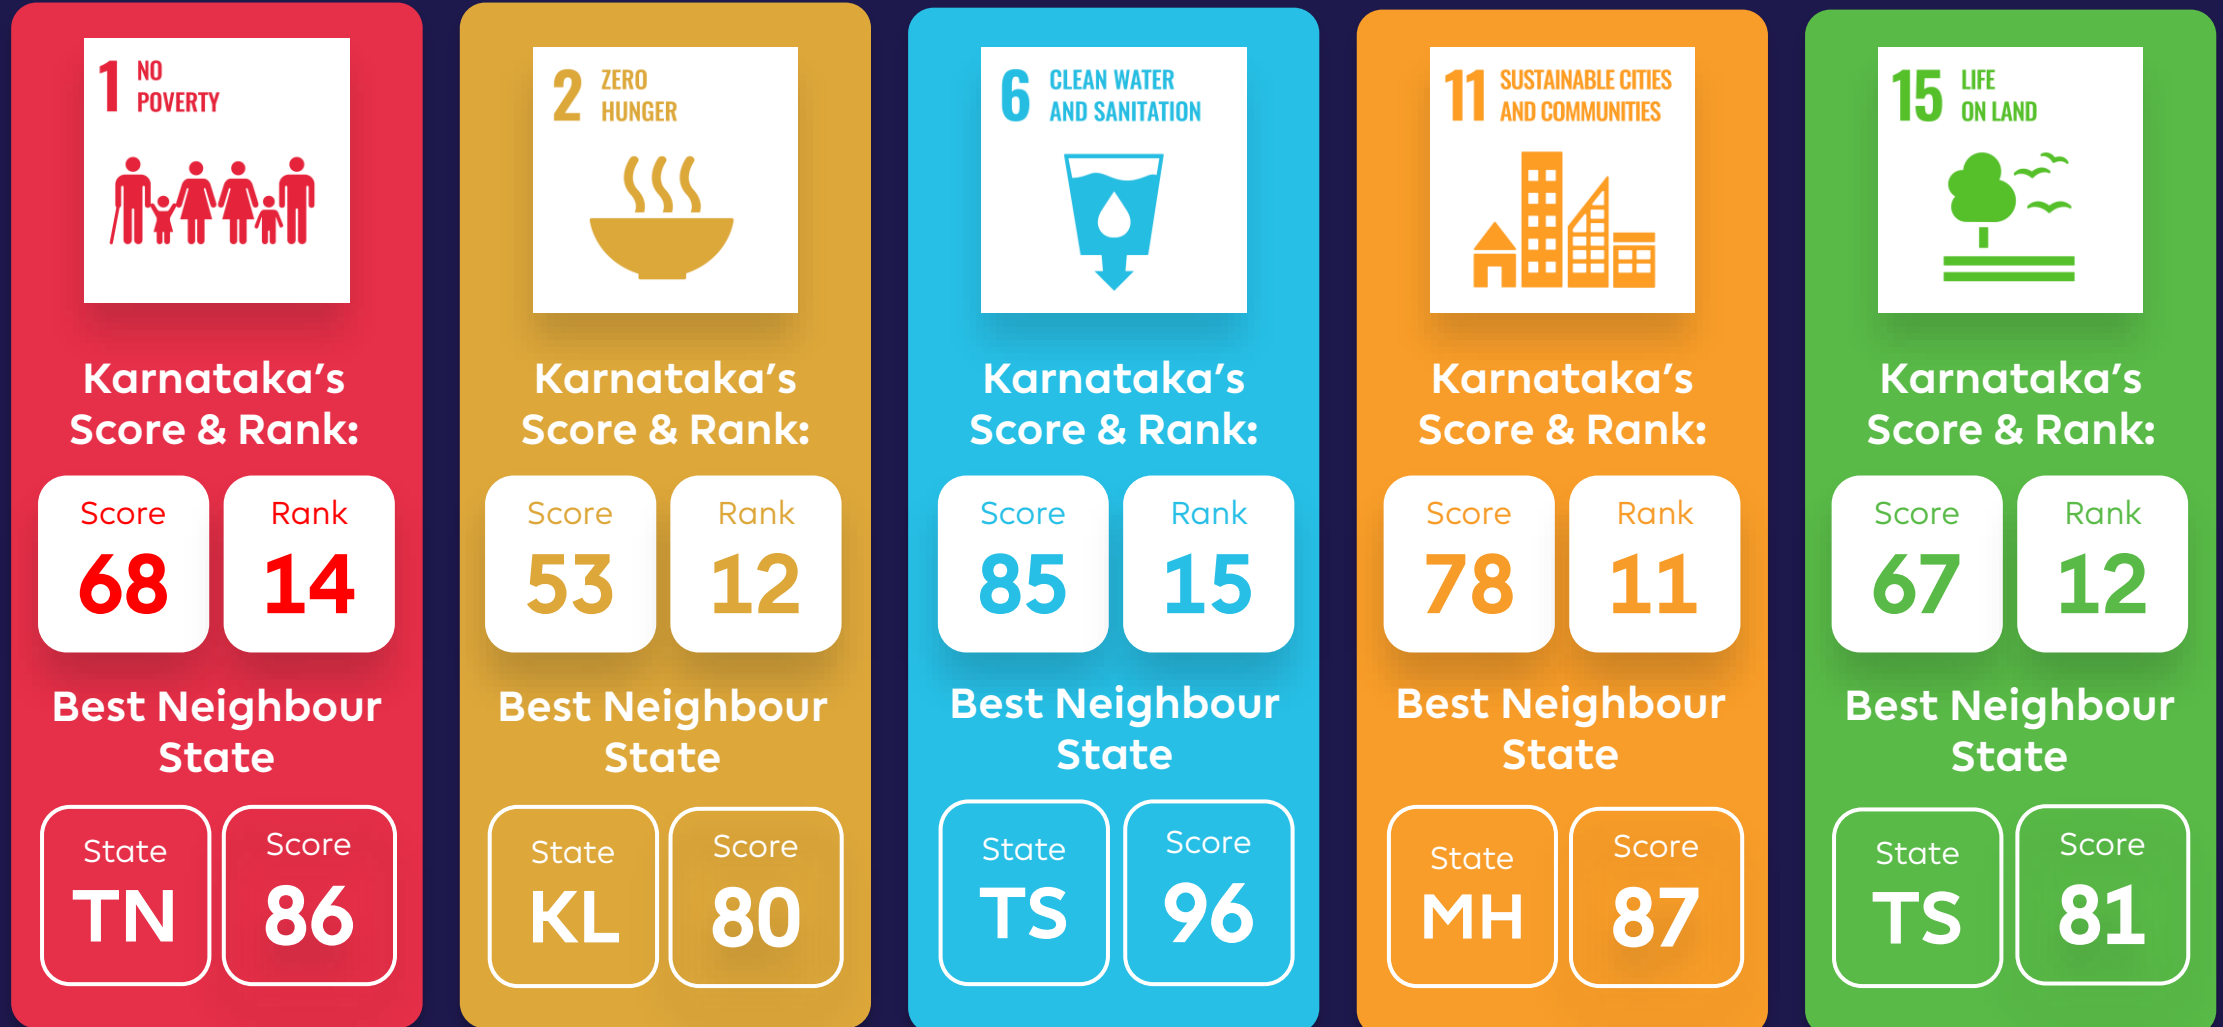 1 NO
POVERTY
Karnataka's
Score & Rank:
Score Rank
68 14
Best Neighbour
State
State Score
TN 86
2 ZERO
HUNGER
Karnataka's
Score & Rank:
Score Rank
53 12
Best Neighbour
State
State Score
KL 80
6 CLEAN WATER
AND SANITATION
Karnataka's
Score & Rank:
Score Rank
85 15
Best Neighbour
State
State Score
TS 96
11 SUSTAINABLE CITIES
AND COMMUNITIES
Karnataka's
Score & Rank:
Score Rank
78 11
Best Neighbour
State
State Score
MH 87
15 LIFE
ON LAND
Karnataka's
Score & Rank:
Score Rank
67 12
Best Neighbour
State
State Score
TS 81